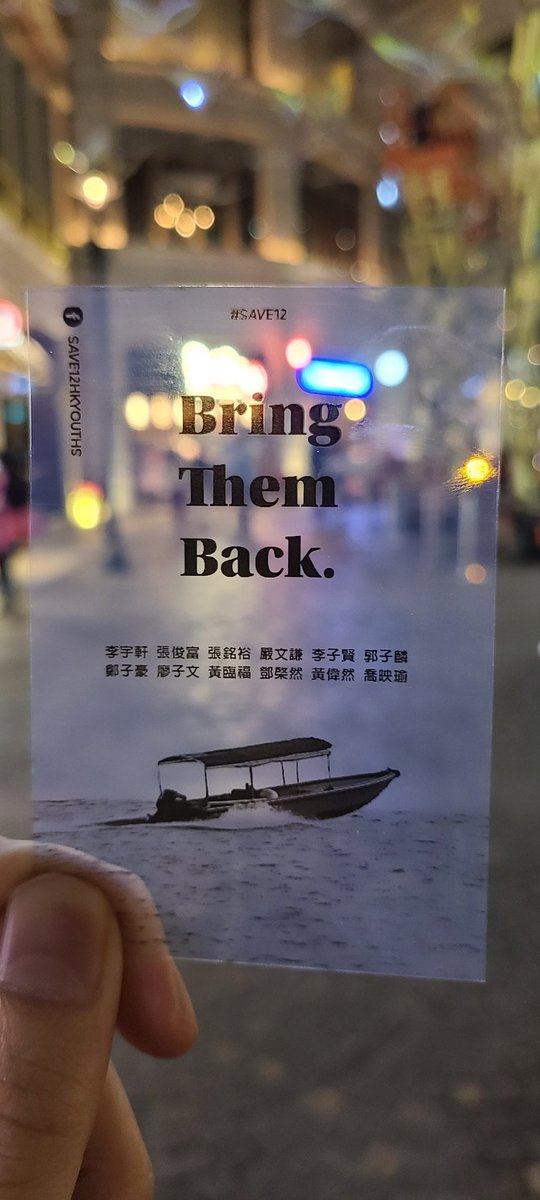 #SAVE12
SAVE12HKYOUTHS
Bring
Them
Back.
李宇軒 張俊富 張銘裕 嚴文謙 李子賢 郭子麟
鄭子豪 廖子文 黃臨福 鄧棨然 黃偉然 喬映瑜